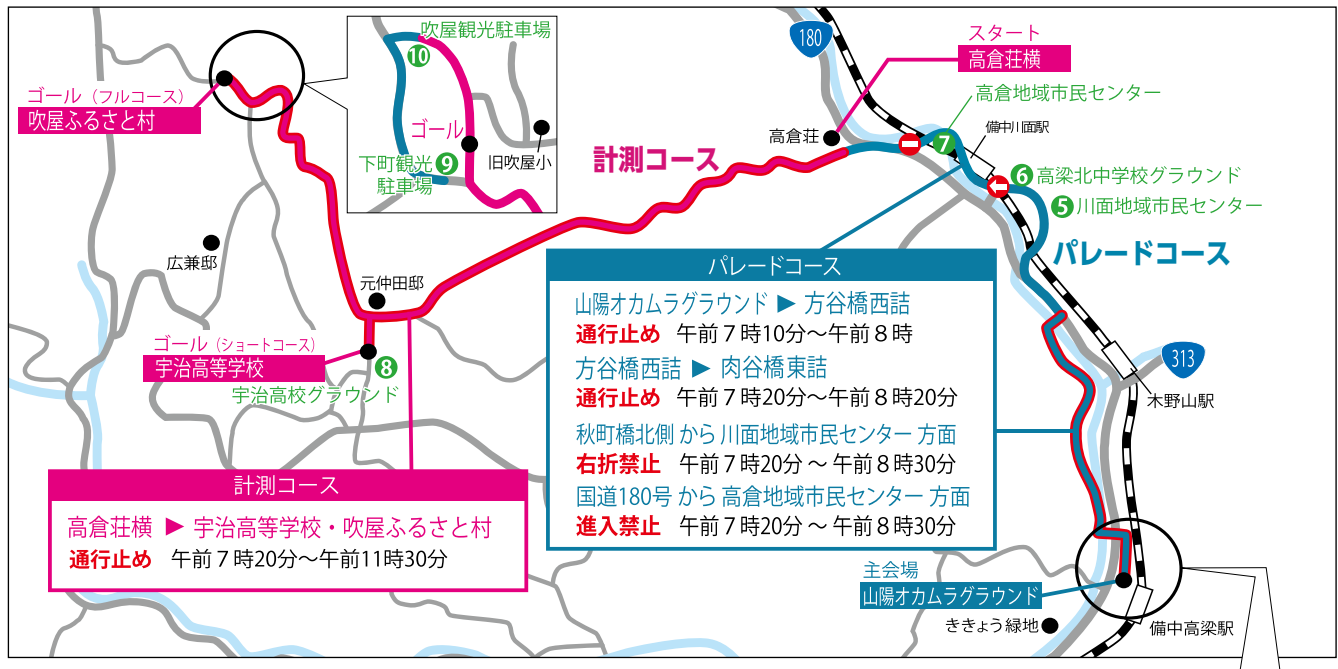 吹屋観光駐車場
10
ゴール
下町観光
駐車場
9
旧吹屋小
180
スタート
高倉荘横
高倉地域市民センター
7
備中川面駅
高倉荘
6
高梁北中学校グラウンド
5
川面地域市民センター
ゴール（フルコース）
吹屋ふるさと村
計測コース
パレードコース
広兼邸
元仲田邸
ゴール（ショートコース）
宇治高等学校
8
宇治高校グラウンド
313
木野山駅
パレードコース
山陽オカムラグラウンド ▶ 方谷橋西詰
通行止め 午前７時10分～午前８時
方谷橋西詰 ▶ 肉谷橋東詰
通行止め 午前７時20分～午前８時20分
秋町橋北側 から 川面地域市民センター 方面
右折禁止 午前７時20分 ～ 午前８時30分
国道180号 から 高倉地域市民センター 方面
進入禁止 午前７時20分 ～ 午前８時30分
計測コース
高倉荘横 ▶ 宇治高等学校・吹屋ふるさと村
通行止め 午前７時20分～午前11時30分
主会場
山陽オカムラグラウンド
ききょう緑地
備中高梁駅